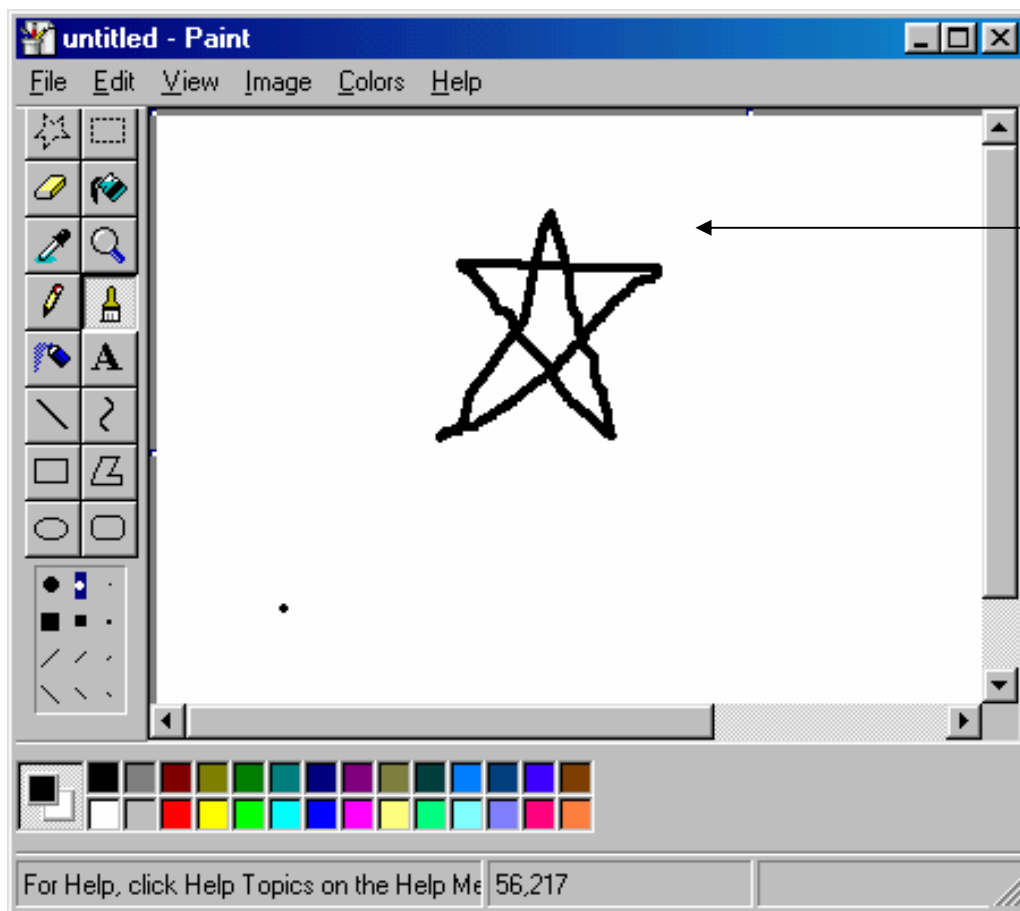 untitled - Paint
File Edit View Image Colors Help
A
For Help, click Help Topics on the Help Me 56,217